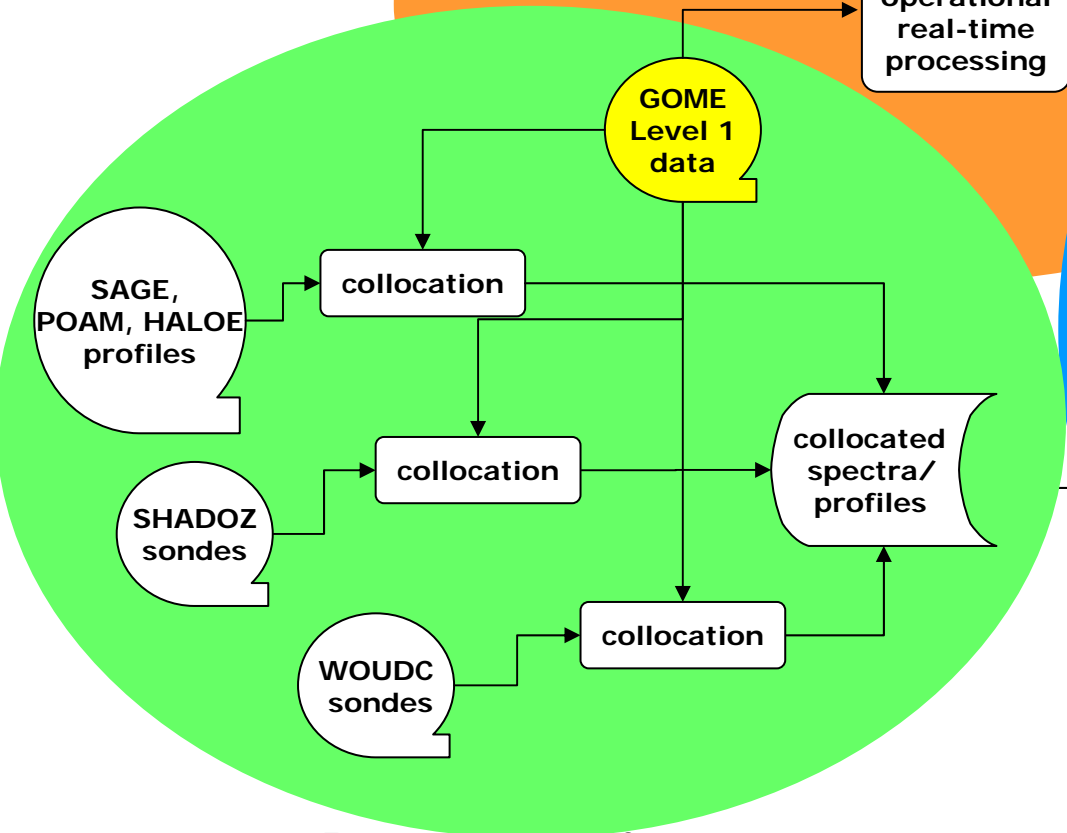 operational
real-time
processing
GOME
Level 1
data
SAGE,
POAM, HALOE
profiles
collocation
collocation
collocated
spectra/
profiles
SHADOZ
sondes
collocation
WOUDC
sondes